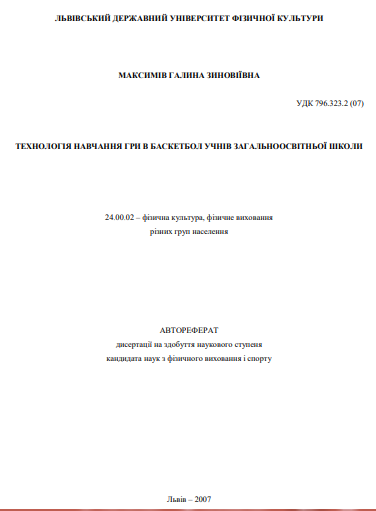 ЛЬВІВСЬКИЙ ДЕРЖАВНИЙ УНІВЕРСИТЕТ ФІЗИЧНОЇ КУЛЬТУРИ
МАКСИМІВ ГАЛИНА ЗИНОВІЇВНА
УДК 796.323.2 (07)
ТЕХНОЛОГІЯ НАВЧАННЯ ГРИ В БАСКЕТБОЛ УЧНІВ ЗАГАЛЬНООСВІТНЬОЇ ШКОЛИ
24.00.02 – фізична культура, фізичне виховання
різних груп населення
АВТОРЕФЕРАТ
дисертації на здобуття наукового ступеня
кандидата наук з фізичного виховання і спорту
Львів – 2007